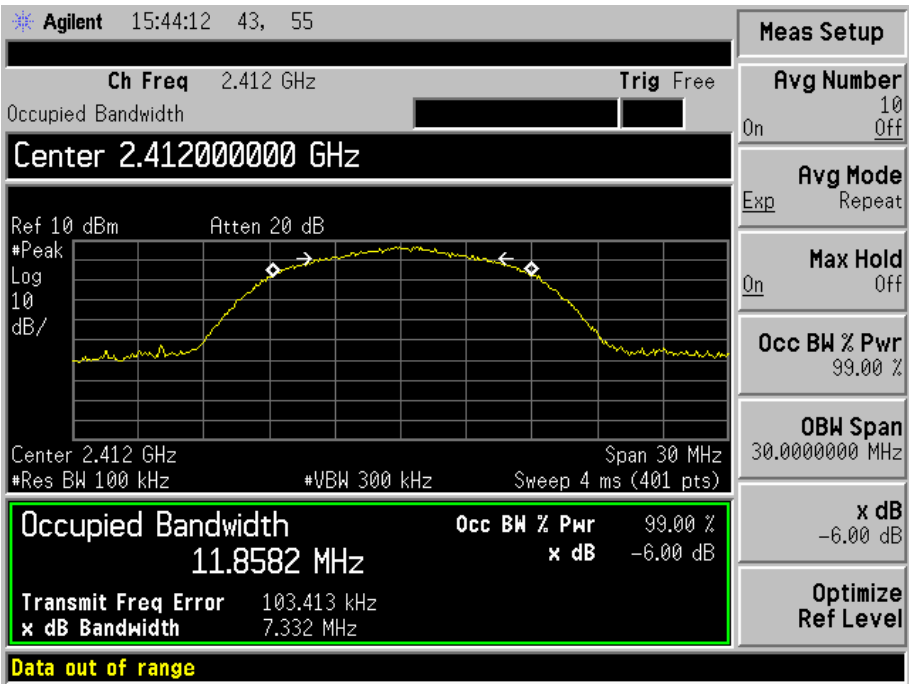 Agilent 15:44:12 43, 55
Ch Freq 2.412 GHz Trig Free
Occupied Bandwidth
Center 2.412000000 GHz
Ref 10 dBm Atten 20 dB
#Peak
Log
10
dB/
Center 2.412 GHz Span 30 MHz
#Res BW 100 kHz #VBW 300 kHz Sweep 4 ms (401 pts)
Occupied Bandwidth Occ BW % Pwr 99.00 %
11.8582 MHz x dB -6.00 dB
Transmit Freq Error 103.413 kHz
x dB Bandwidth 7.332 MHz
Data out of range
Meas Setup
Avg Number
10
On Off
Avg Mode
Exp Repeat
Max Hold
On Off
Occ BW % Pwr
99.00 %
OBW Span
30.0000000 MHz
x dB
-6.00 dB
Optimize
Ref Level